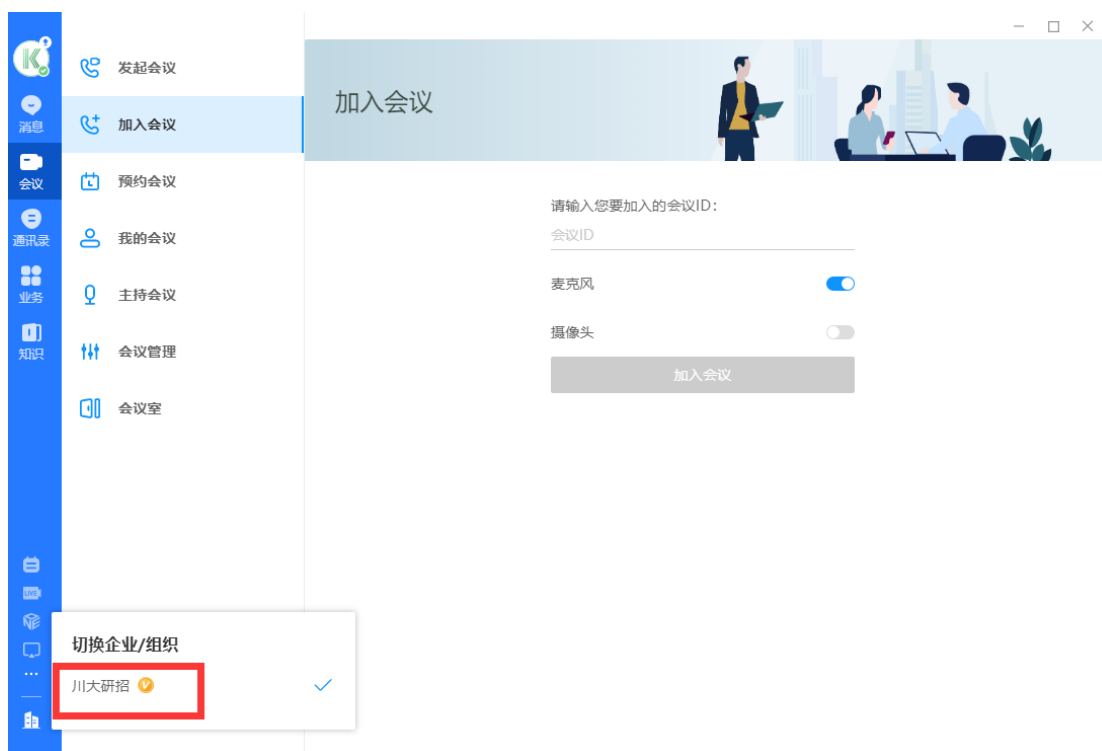 K
消息
会议
通讯录
业务
知识
LIVE
发起会议
加入会议
预约会议
我的会议
主持会议
会议管理
会议室
加入会议
请输入您要加入的会议ID：
会议ID
麦克风
摄像头
加入会议
切换企业/组织
川大研招